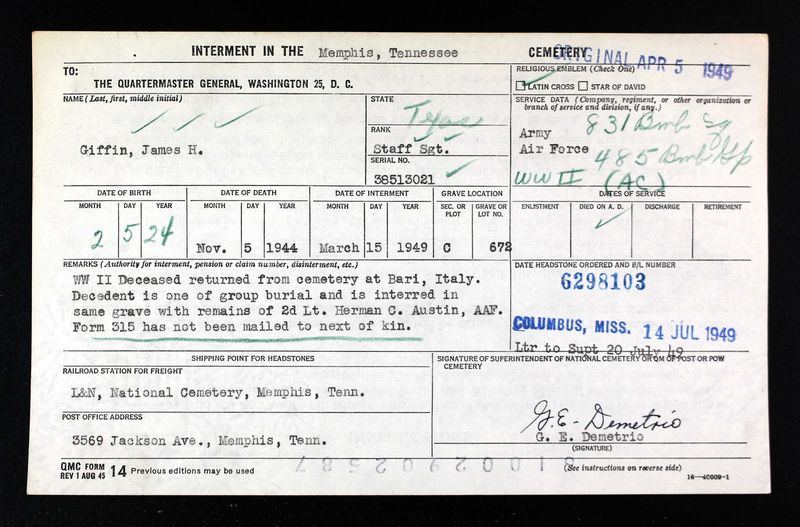 INTERMENT IN THE Memphis, Tennessee CEMETERY
ORIGINAL APR 5 1949
TO:
THE QUARTERMASTER GENERAL, WASHINGTON 25, D. C.
RELIGIOUS EMBLEM (Check One)
LATIN CROSS STAR OF DAVID
NAME (Last, first, middle initial)
Giffin, James H.
STATE
Texas
RANK
Staff Sgt.
SERIAL NO.
38513021
SERVICE DATA (Company, regiment, or other organization or branch of service and division, if any.)
Army
Air Force
831 Bmb Sq
485 Bmb Gp
WW II (AC)
DATE OF BIRTH
MONTH DAY YEAR
2 5 24
DATE OF DEATH
MONTH DAY YEAR
Nov. 5 1944
DATE OF INTERMENT
MONTH DAY YEAR
March 15 1949
GRAVE LOCATION
SEC. OR PLOT GRAVE OR LOT NO.
C 672
DATES OF SERVICE
ENLISTMENT DIED ON A. D. DISCHARGE RETIREMENT
REMARKS (Authority for interment, pension or claim number, disinterment, etc.)
WW II Deceased returned from cemetery at Bari, Italy.
Decedent is one of group burial and is interred in
same grave with remains of 2d Lt. Herman C. Austin, AAF.
Form 315 has not been mailed to next of kin.
DATE HEADSTONE ORDERED AND B/L NUMBER
6298103
COLUMBUS, MISS. 14 JUL 1949
Ltr to Supt 20 July 49
SHIPPING POINT FOR HEADSTONES
RAILROAD STATION FOR FREIGHT
L&N, National Cemetery, Memphis, Tenn.
POST OFFICE ADDRESS
3569 Jackson Ave., Memphis, Tenn.
SIGNATURE OF SUPERINTENDENT OF NATIONAL CEMETERY OR QM OF POST OR POW CEMETERY
G. E. Demetrio
G. E. Demetrio
(SIGNATURE)
QMC FORM
REV 1 AUG 45 14 Previous editions may be used
(See instructions on reverse side)
16—46609-1